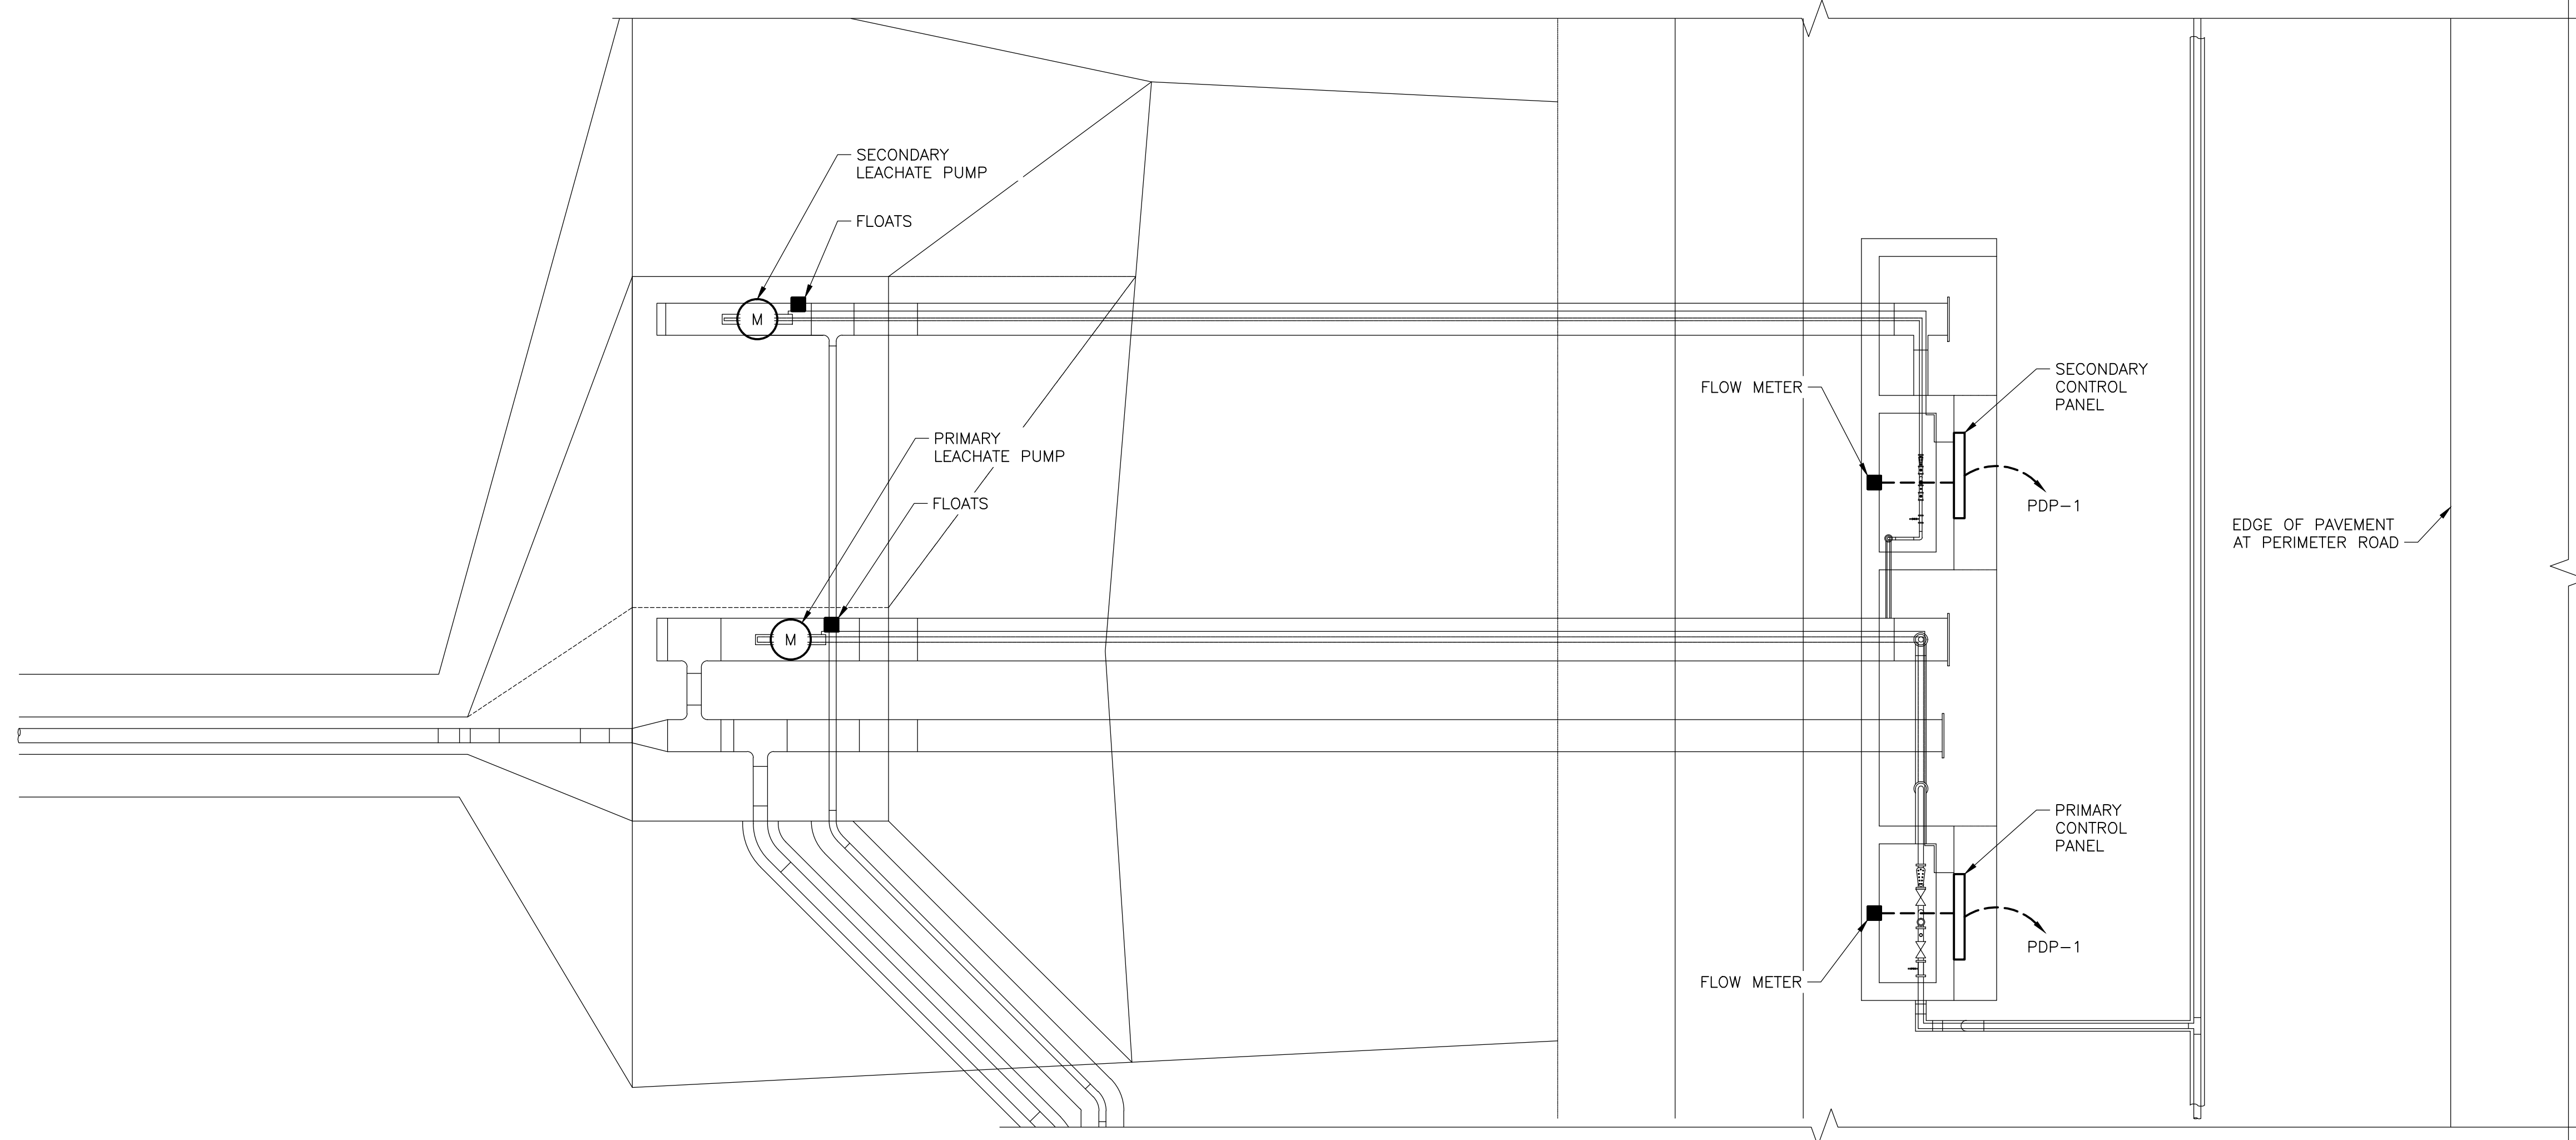 SECONDARY
LEACHATE PUMP
FLOATS
M
SECONDARY
CONTROL
PANEL
FLOW METER
PRIMARY
LEACHATE PUMP
FLOATS
PDP-1
EDGE OF PAVEMENT
AT PERIMETER ROAD
M
PRIMARY
CONTROL
PANEL
PDP-1
FLOW METER